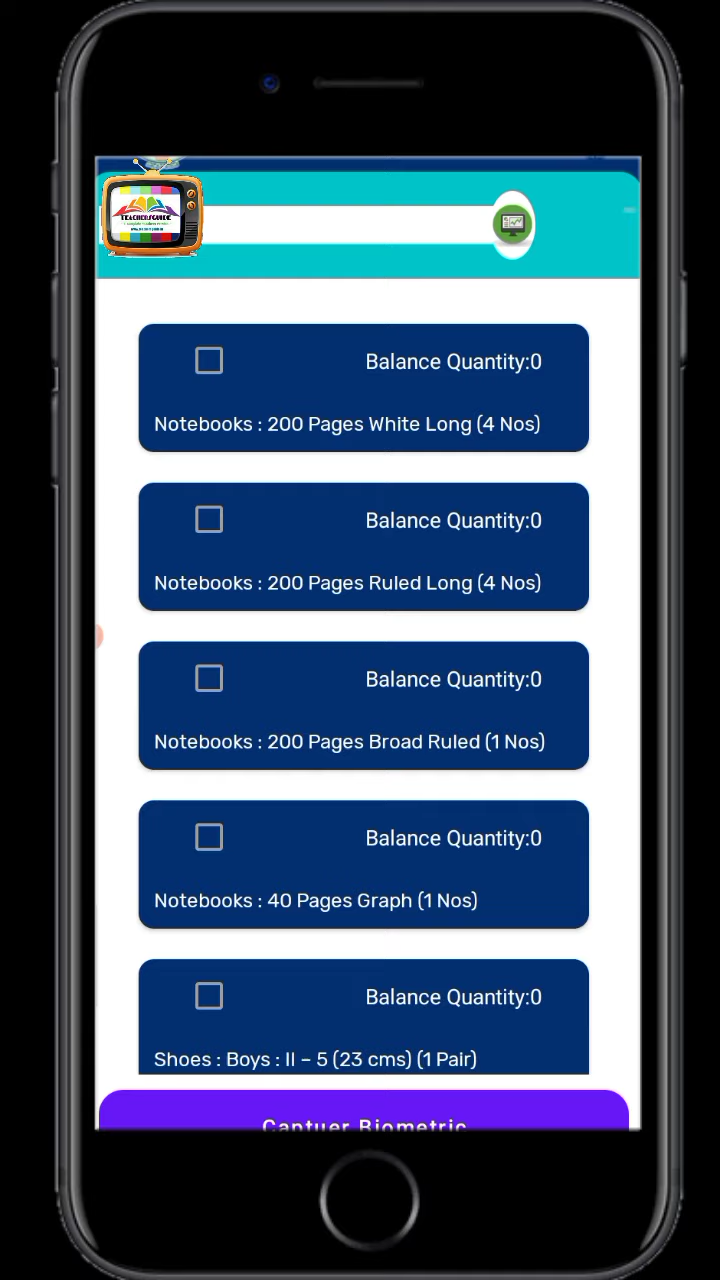 TEACHERSGUIDE
Balance Quantity:0
Notebooks : 200 Pages White Long (4 Nos)
Balance Quantity:0
Notebooks : 200 Pages Ruled Long (4 Nos)
Balance Quantity:0
Notebooks : 200 Pages Broad Ruled (1 Nos)
Balance Quantity:0
Notebooks : 40 Pages Graph (1 Nos)
Balance Quantity:0
Shoes : Boys : II – 5 (23 cms) (1 Pair)
Captuer Biometric